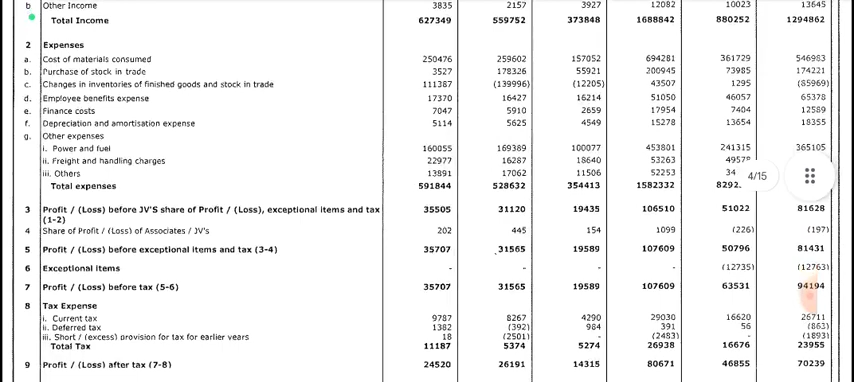 b Other Income 3835 2157 3927 12082 10023 13645
Total Income 627349 559752 373848 1688842 880252 1294862
2 Expenses
a. Cost of materials consumed 250476 259602 157052 694281 361729 546983
b. Purchase of stock in trade 3527 178326 55921 200945 73985 174221
c. Changes in inventories of finished goods and stock in trade 111387 (139996) (12205) 43507 1295 (85969)
d. Employee benefits expense 17370 16427 16214 51050 46057 65378
e. Finance costs 7047 5910 2659 17954 7404 12589
f. Depreciation and amortisation expense 5114 5625 4549 15278 13654 18355
g. Other expenses
i. Power and fuel 160055 169389 100077 453801 241315 365105
ii. Freight and handling charges 22977 16287 18640 53263
iii. Others 13891 17062 11506 52253 34
Total expenses 591844 528632 354413 1582332 8292
4/15
3 Profit / (Loss) before JV'S share of Profit / (Loss), exceptional items and tax 35505 31120 19435 106510 51022 81628
(1-2)
4 Share of Profit / (Loss) of Associates / JV's 202 445 154 1099 (226) (197)
5 Profit / (Loss) before exceptional items and tax (3-4) 35707 31565 19589 107609 50796 81431
6 Exceptional items - - - - (12735) (12763)
7 Profit / (Loss) before tax (5-6) 35707 31565 19589 107609 63531 94194
8 Tax Expense
i. Current tax 9787 8267 4290 29030 16620 26711
ii. Deferred tax 1382 (392) 984 391 56 (863)
iii. Short / (excess) provision for tax for earlier years 18 (2501) - (2483) - (1893)
Total Tax 11187 5374 5274 26938 16676 23955
9 Profit / (Loss) after tax (7-8) 24520 26191 14315 80671 46855 70239